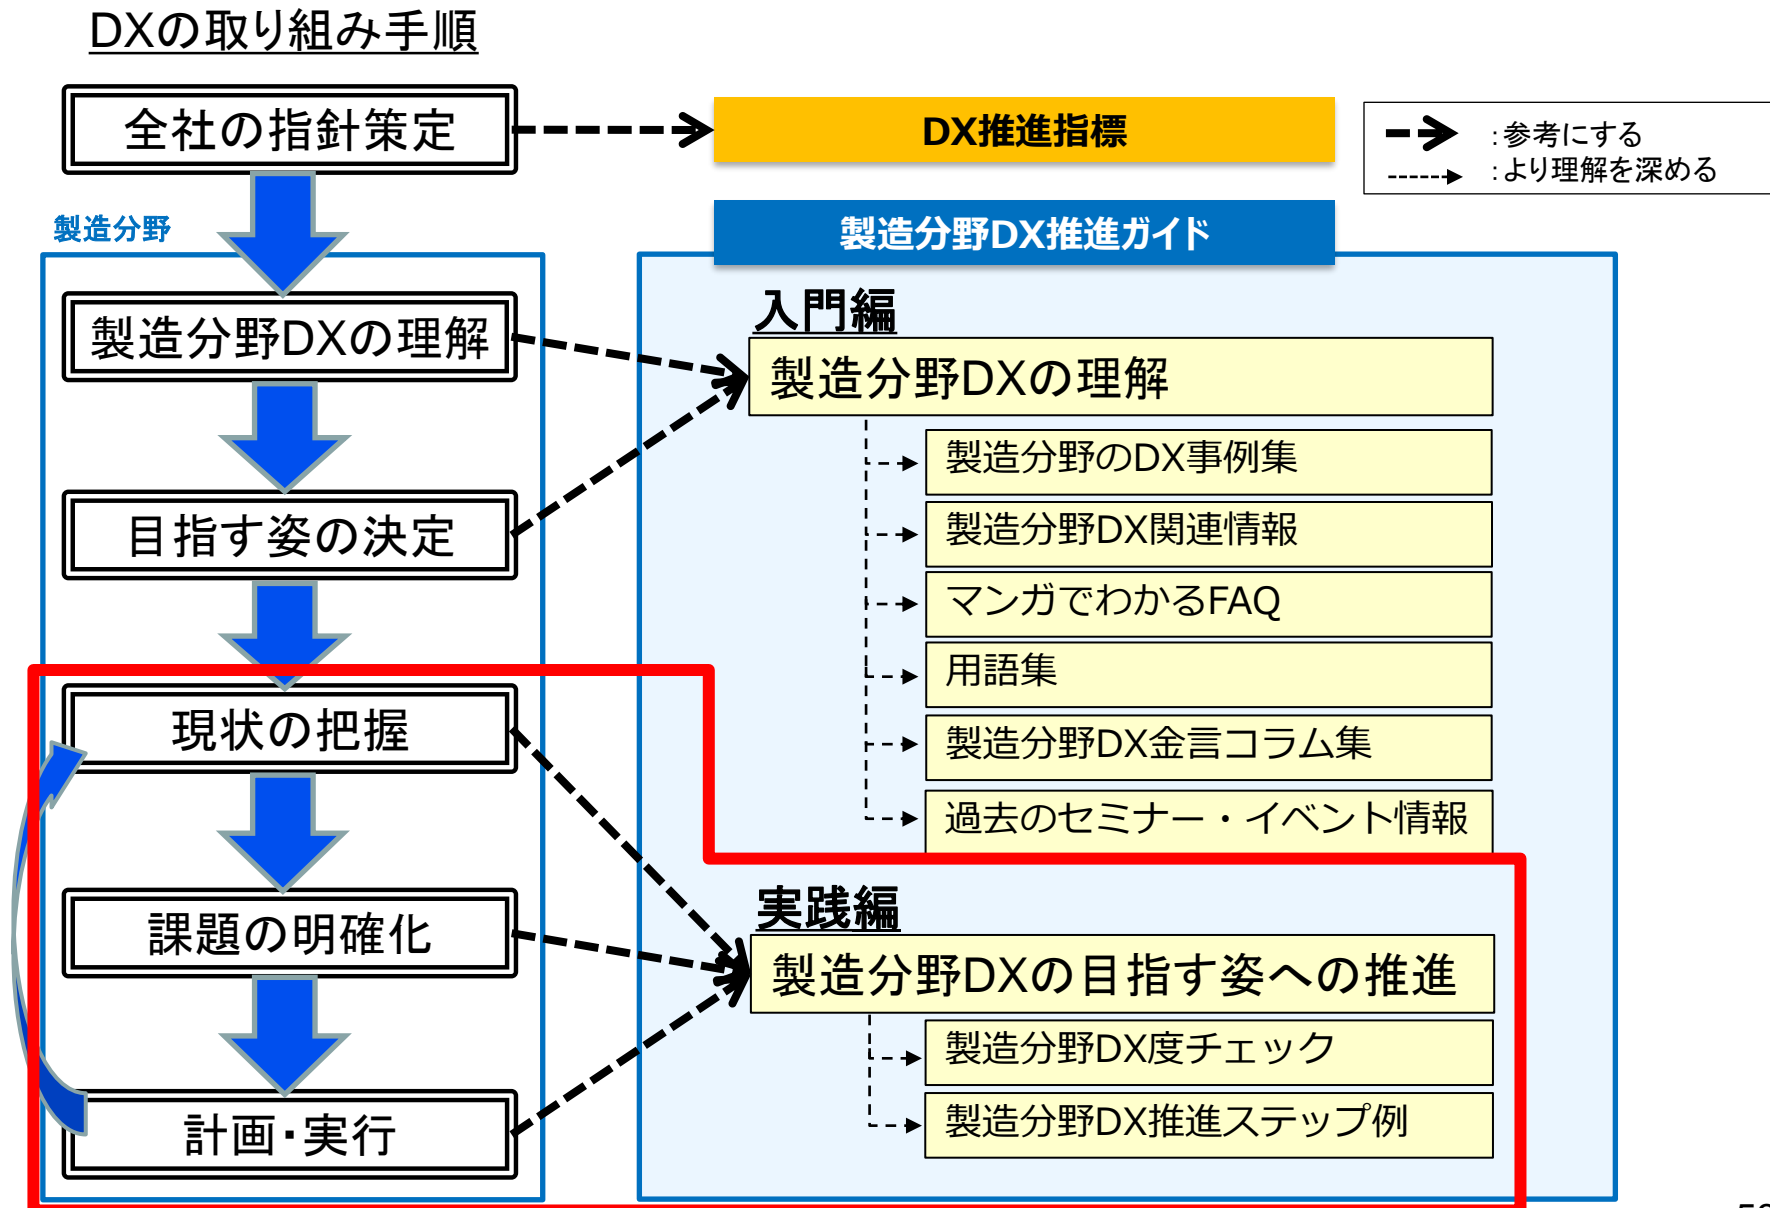 DXの取り組み手順
全社の指針策定
DX推進指標
：参考にする
：より理解を深める
製造分野
製造分野DX推進ガイド
製造分野DXの理解
目指す姿の決定
現状の把握
課題の明確化
計画・実行
入門編
製造分野DXの理解
製造分野のDX事例集
製造分野DX関連情報
マンガでわかるFAQ
用語集
製造分野DX金言コラム集
過去のセミナー・イベント情報
実践編
製造分野DXの目指す姿への推進
製造分野DX度チェック
製造分野DX推進ステップ例